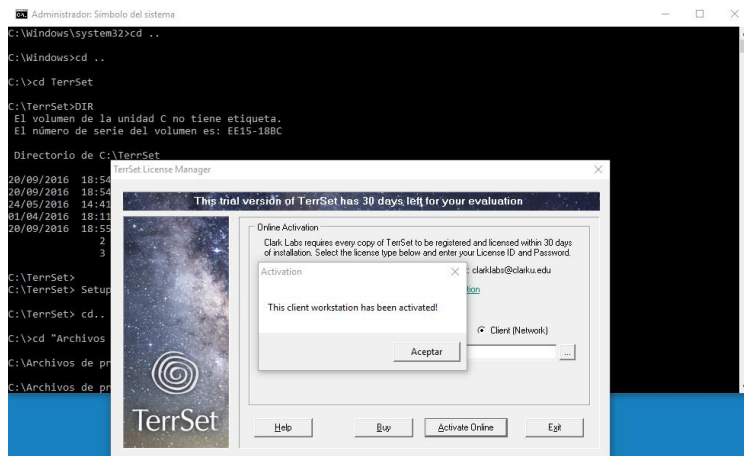 Administrador: Símbolo del sistema
C:\Windows\system32>cd ..
C:\Windows>cd ..
C:\>cd TerrSet
C:\TerrSet>DIR
El volumen de la unidad C no tiene etiqueta.
El número de serie del volumen es: EE15-18BC
Directorio de C:\TerrSet
20/09/2016 18:54
20/09/2016 18:54
24/05/2016 14:41
01/04/2016 18:11
20/09/2016 18:55
2
3
C:\TerrSet>
C:\TerrSet> Setup
C:\TerrSet> cd..
C:\>cd "Archivos
C:\Archivos de pr
C:\Archivos de pr
TerrSet License Manager
This trial version of TerrSet has 30 days left for your evaluation
Online Activation
Clark Labs requires every copy of TerrSet to be registered and licensed within 30 days
of installation. Select the license type below and enter your License ID and Password.
: clarklabs@clarku.edu
Activation
This client workstation has been activated!
Client (Network)
Aceptar
...
TerrSet
Help
Buy
Activate Online
Exit